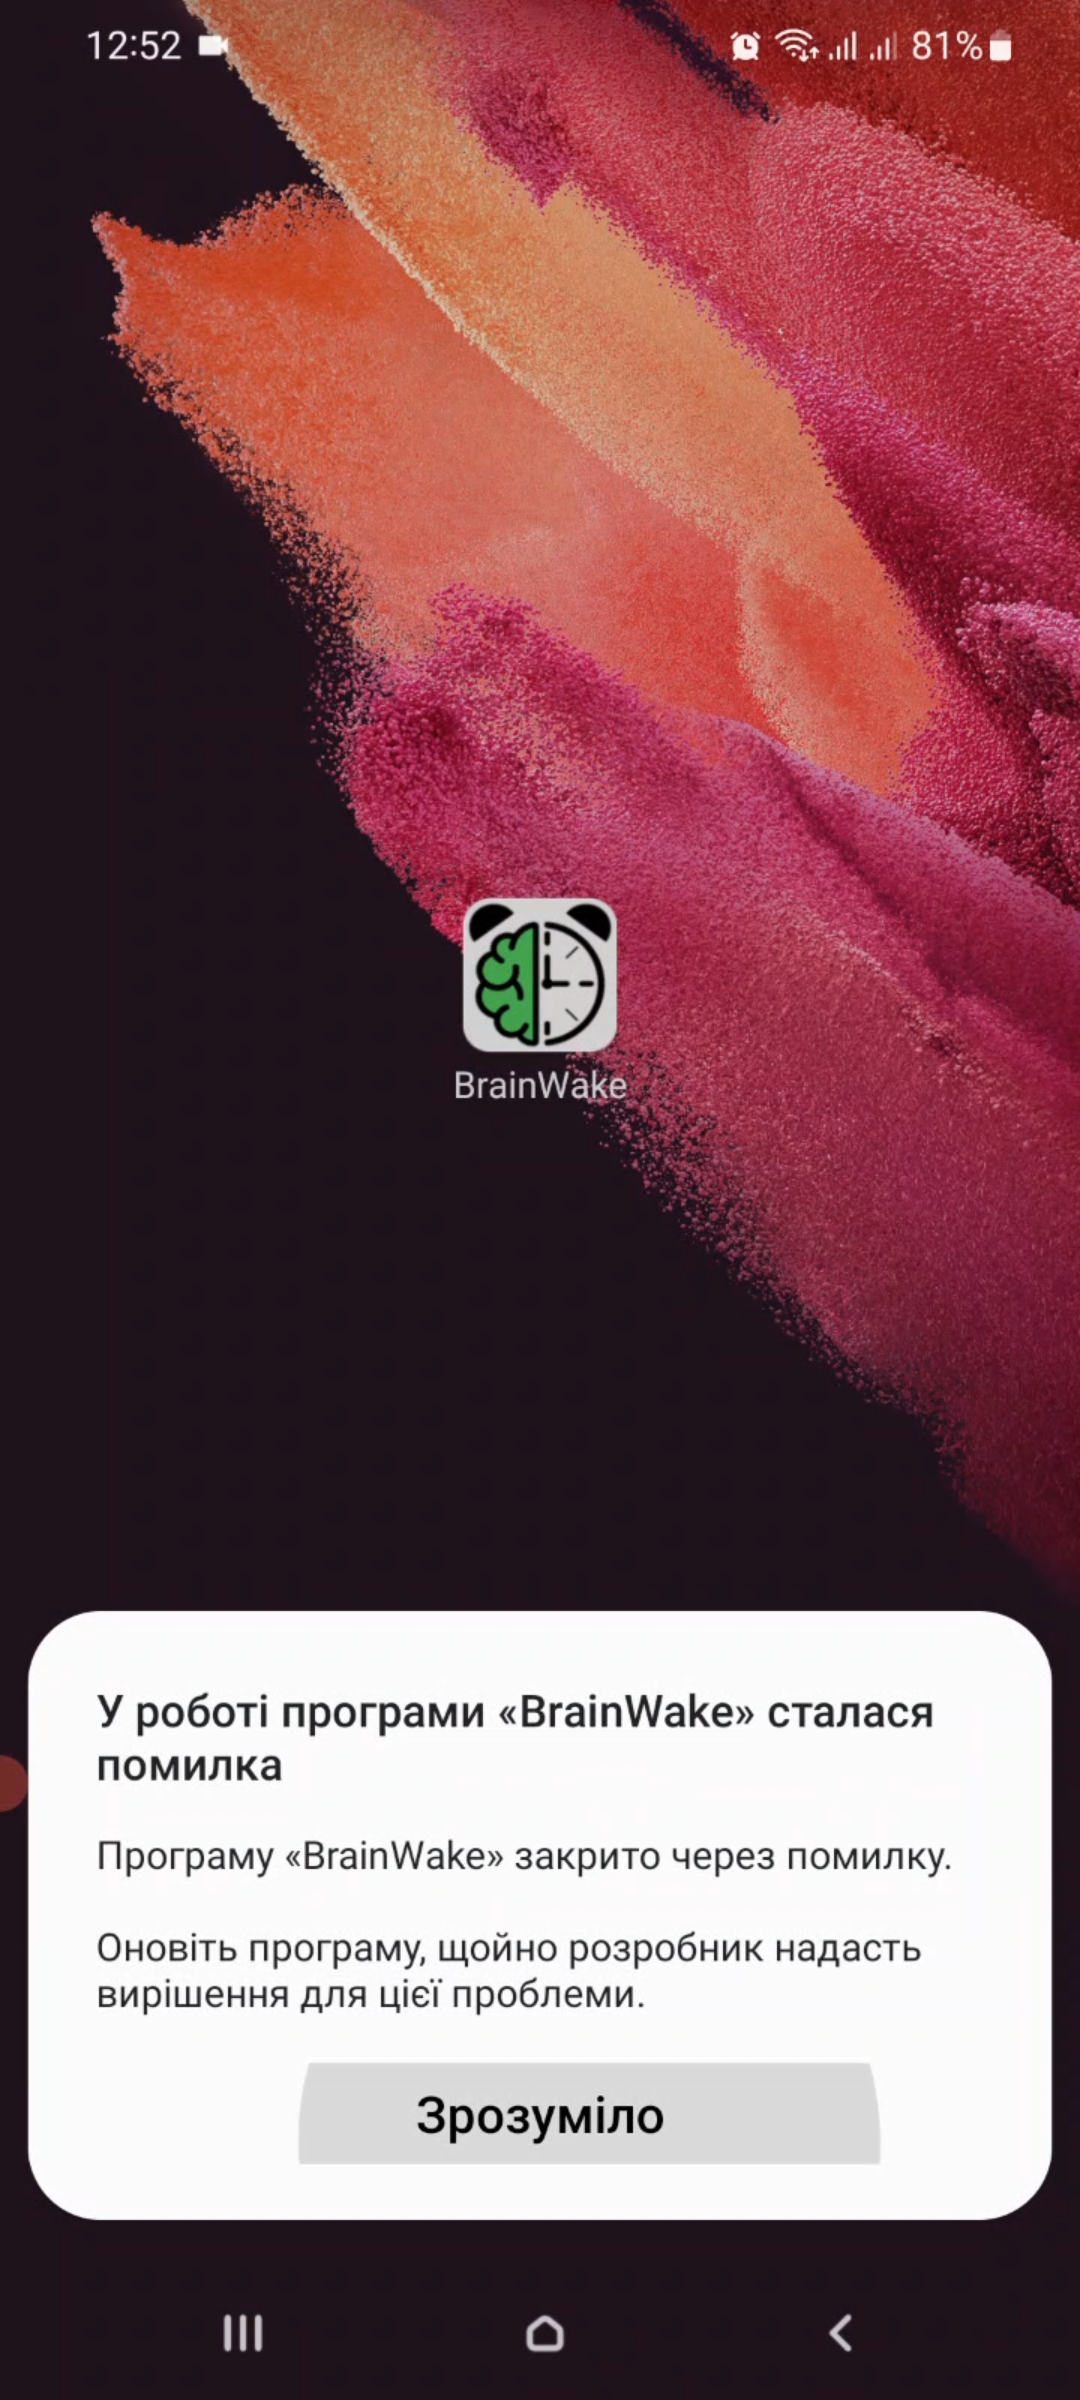 12:52
81%
BrainWake
У роботі програми «BrainWake» сталася
помилка
Програму «BrainWake» закрито через помилку.
Оновіть програму, щойно розробник надасть
вирішення для цієї проблеми.
Зрозуміло